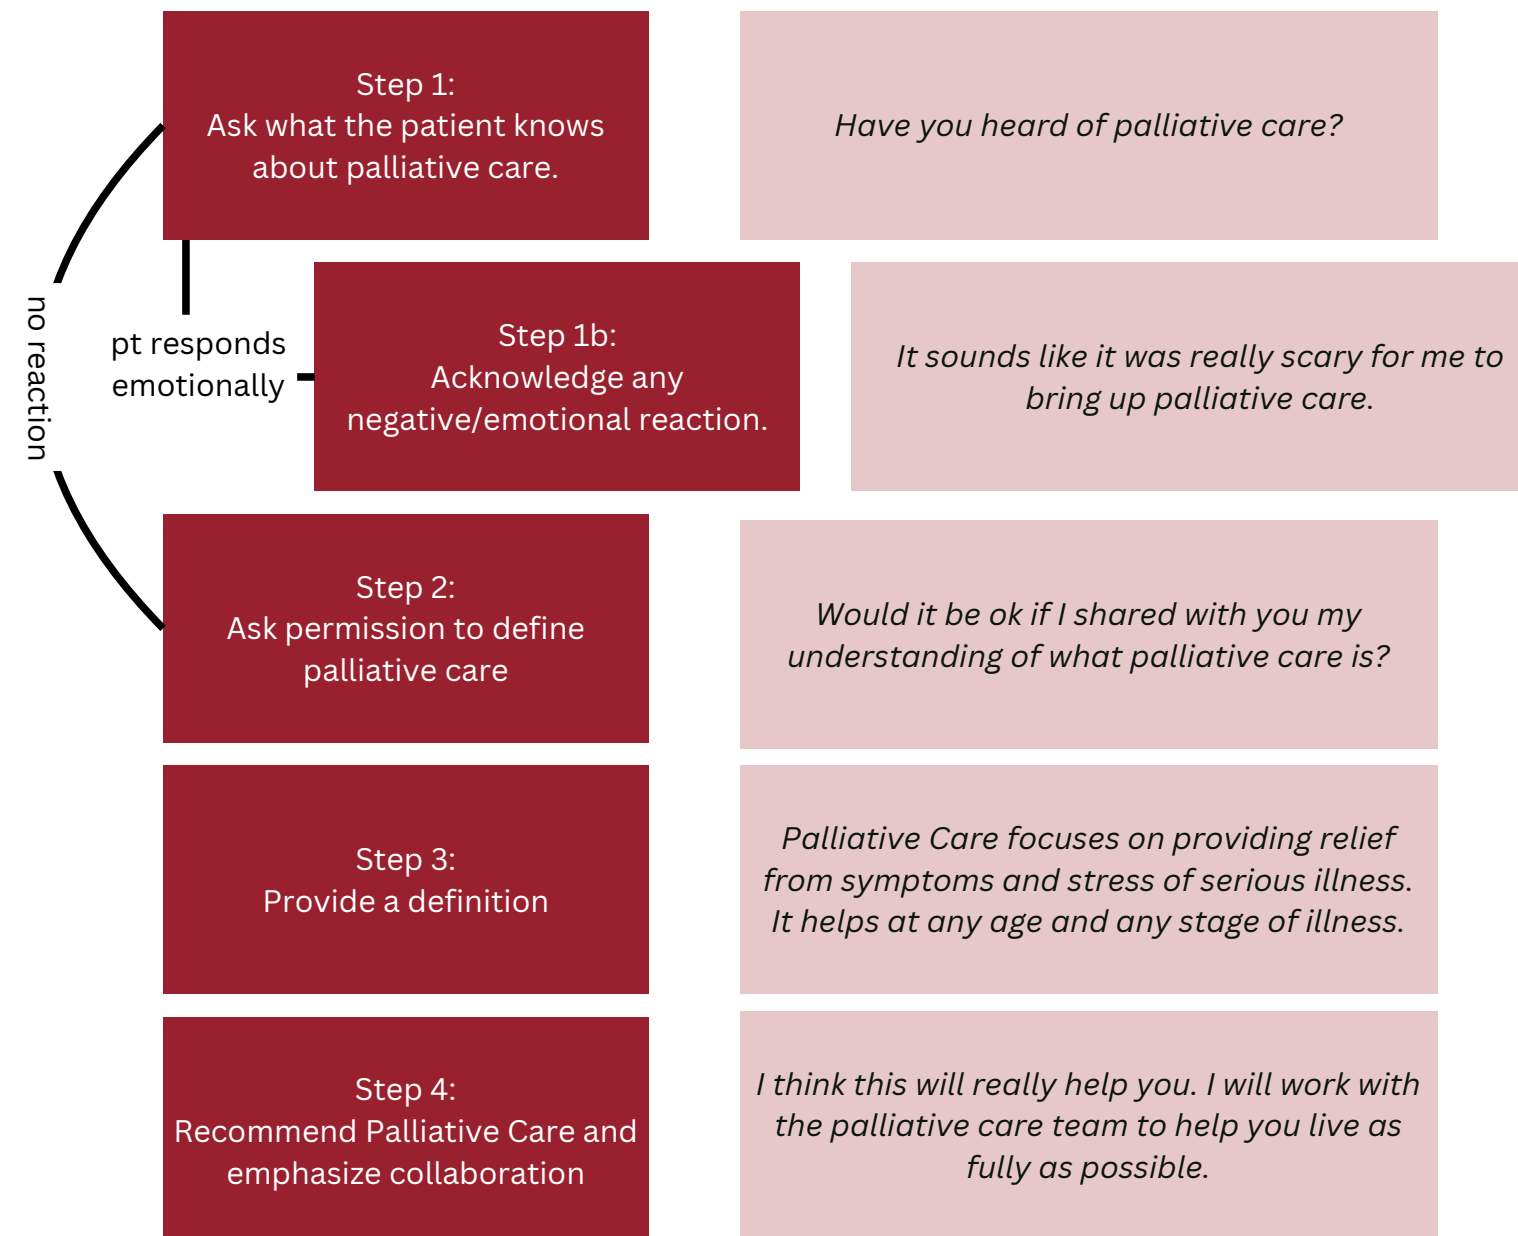 Step 1:
Ask what the patient knows
about palliative care.
Have you heard of palliative care?
no reaction
pt responds
emotionally
Step 1b:
Acknowledge any
negative/emotional reaction.
It sounds like it was really scary for me to
bring up palliative care.
Step 2:
Ask permission to define
palliative care
Would it be ok if I shared with you my
understanding of what palliative care is?
Step 3:
Provide a definition
Palliative Care focuses on providing relief
from symptoms and stress of serious illness.
It helps at any age and any stage of illness.
Step 4:
Recommend Palliative Care and
emphasize collaboration
I think this will really help you. I will work with
the palliative care team to help you live as
fully as possible.